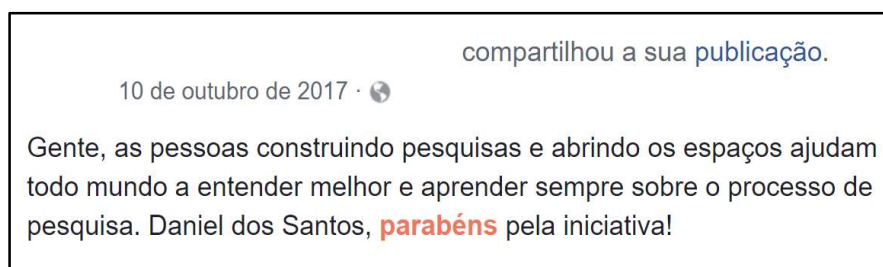 compartilhou a sua publicação.
10 de outubro de 2017 ·
Gente, as pessoas construindo pesquisas e abrindo os espaços ajudam
todo mundo a entender melhor e aprender sempre sobre o processo de
pesquisa. Daniel dos Santos, parabéns pela iniciativa!